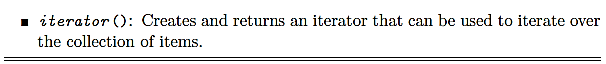 ▪ iterator(): Creates and returns an iterator that can be used to iterate over
the collection of items.